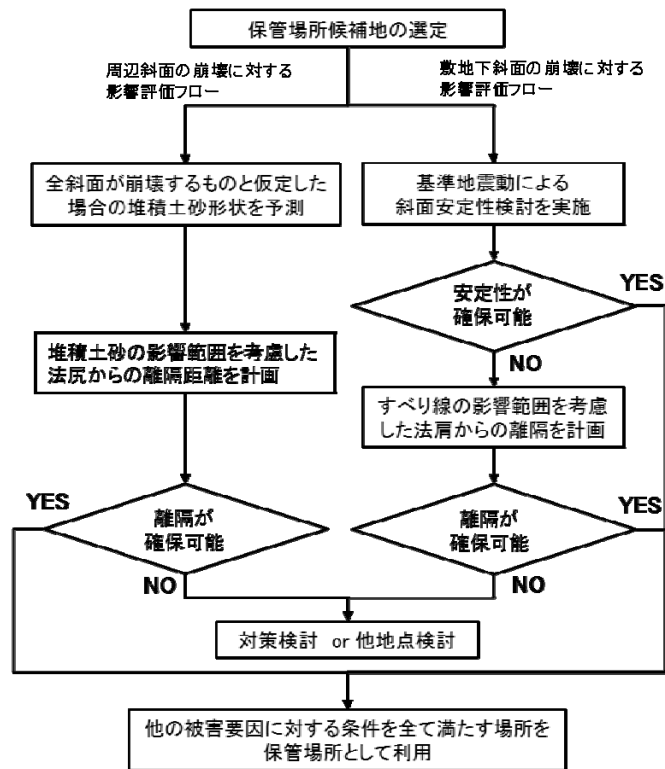 保管場所候補地の選定
周辺斜面の崩壊に対する
影響評価フロー
敷地下斜面の崩壊に対する
影響評価フロー
全斜面が崩壊するものと仮定した
場合の堆積土砂形状を予測
基準地震動による
斜面安定性検討を実施
安定性が
確保可能
YES
NO
堆積土砂の影響範囲を考慮した
法尻からの離隔距離を計画
すべり線の影響範囲を考慮
した法肩からの離隔を計画
YES
離隔が
確保可能
NO
離隔が
確保可能
YES
NO
対策検討 or 他地点検討
他の被害要因に対する条件を全て満たす場所を
保管場所として利用